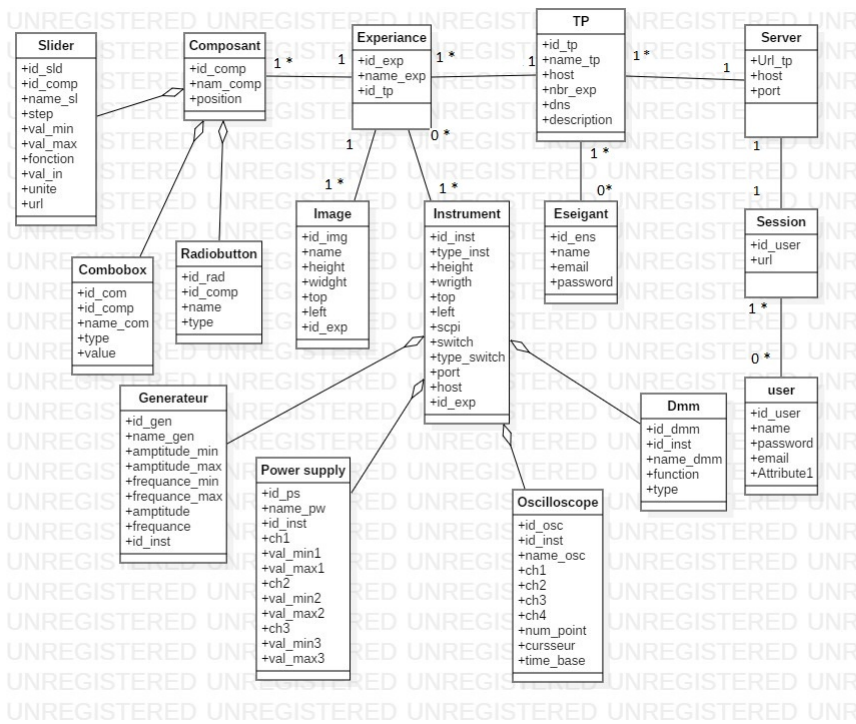 Slider
+id_sld
+id_comp
+name_sl
+step
+val_min
+val_max
+fonction
+val_in
+unite
+url
Composant
+id_comp
+nam_comp
+position
1 *
1
Experiance
+id_exp
+name_exp
+id_tp
1 *
1
TP
+id_tp
+name_tp
+host
+nbr_exp
+dns
+description
1 *
1
Server
+Url_tp
+host
+port
1
1 *
0 *
1 *
1 *
0*
1
1
Combobox
+id_com
+id_comp
+name_com
+type
+value
Radiobutton
+id_rad
+id_comp
+name
+type
Image
+id_img
+name
+height
+widght
+top
+left
+id_exp
Instrument
+id_inst
+type_inst
+height
+wrigth
+top
+left
+scpi
+switch
+type_switch
+port
+host
+id_exp
Eseigant
+id_ens
+name
+email
+password
Session
+id_user
+url
1 *
0 *
Generateur
+id_gen
+name_gen
+amptitude_min
+amptitude_max
+frequance_min
+frequance_max
+amptitude
+frequance
+id_inst
Power supply
+id_ps
+name_pw
+id_inst
+ch1
+val_min1
+val_max1
+ch2
+val_min2
+val_max2
+ch3
+val_min3
+val_max3
Oscilloscope
+id_osc
+id_inst
+name_osc
+ch1
+ch2
+ch3
+ch4
+num_point
+cursseur
+time_base
Dmm
+id_dmm
+id_inst
+name_dmm
+function
+type
user
+id_user
+name
+password
+email
+Attribute1
UNREGISTERED